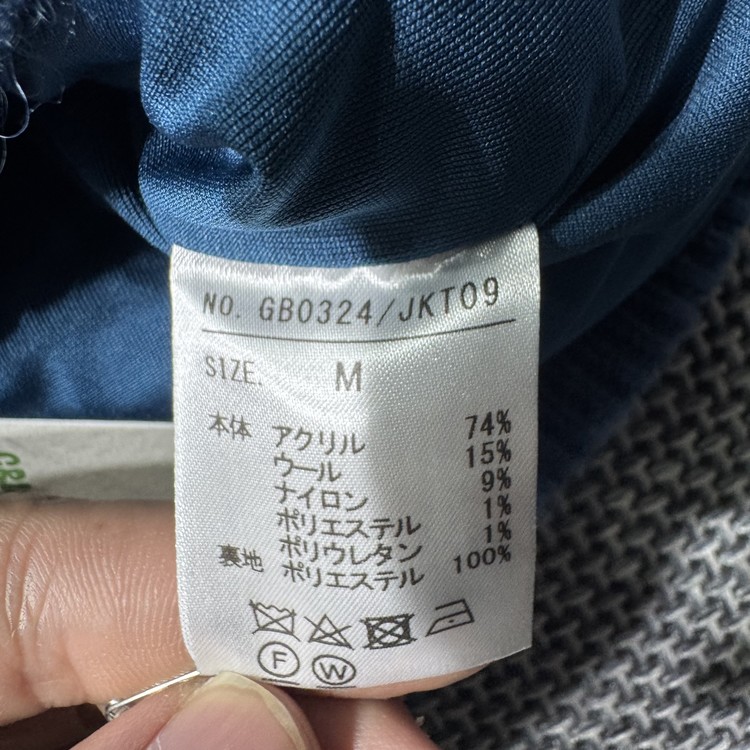 NO. GB0324/JKT09
SIZE. M
本体 アクリル 74%
ウール 15%
ナイロン 9%
ポリエステル 1%
ポリウレタン 1%
裏地 ポリエステル 100%
F W